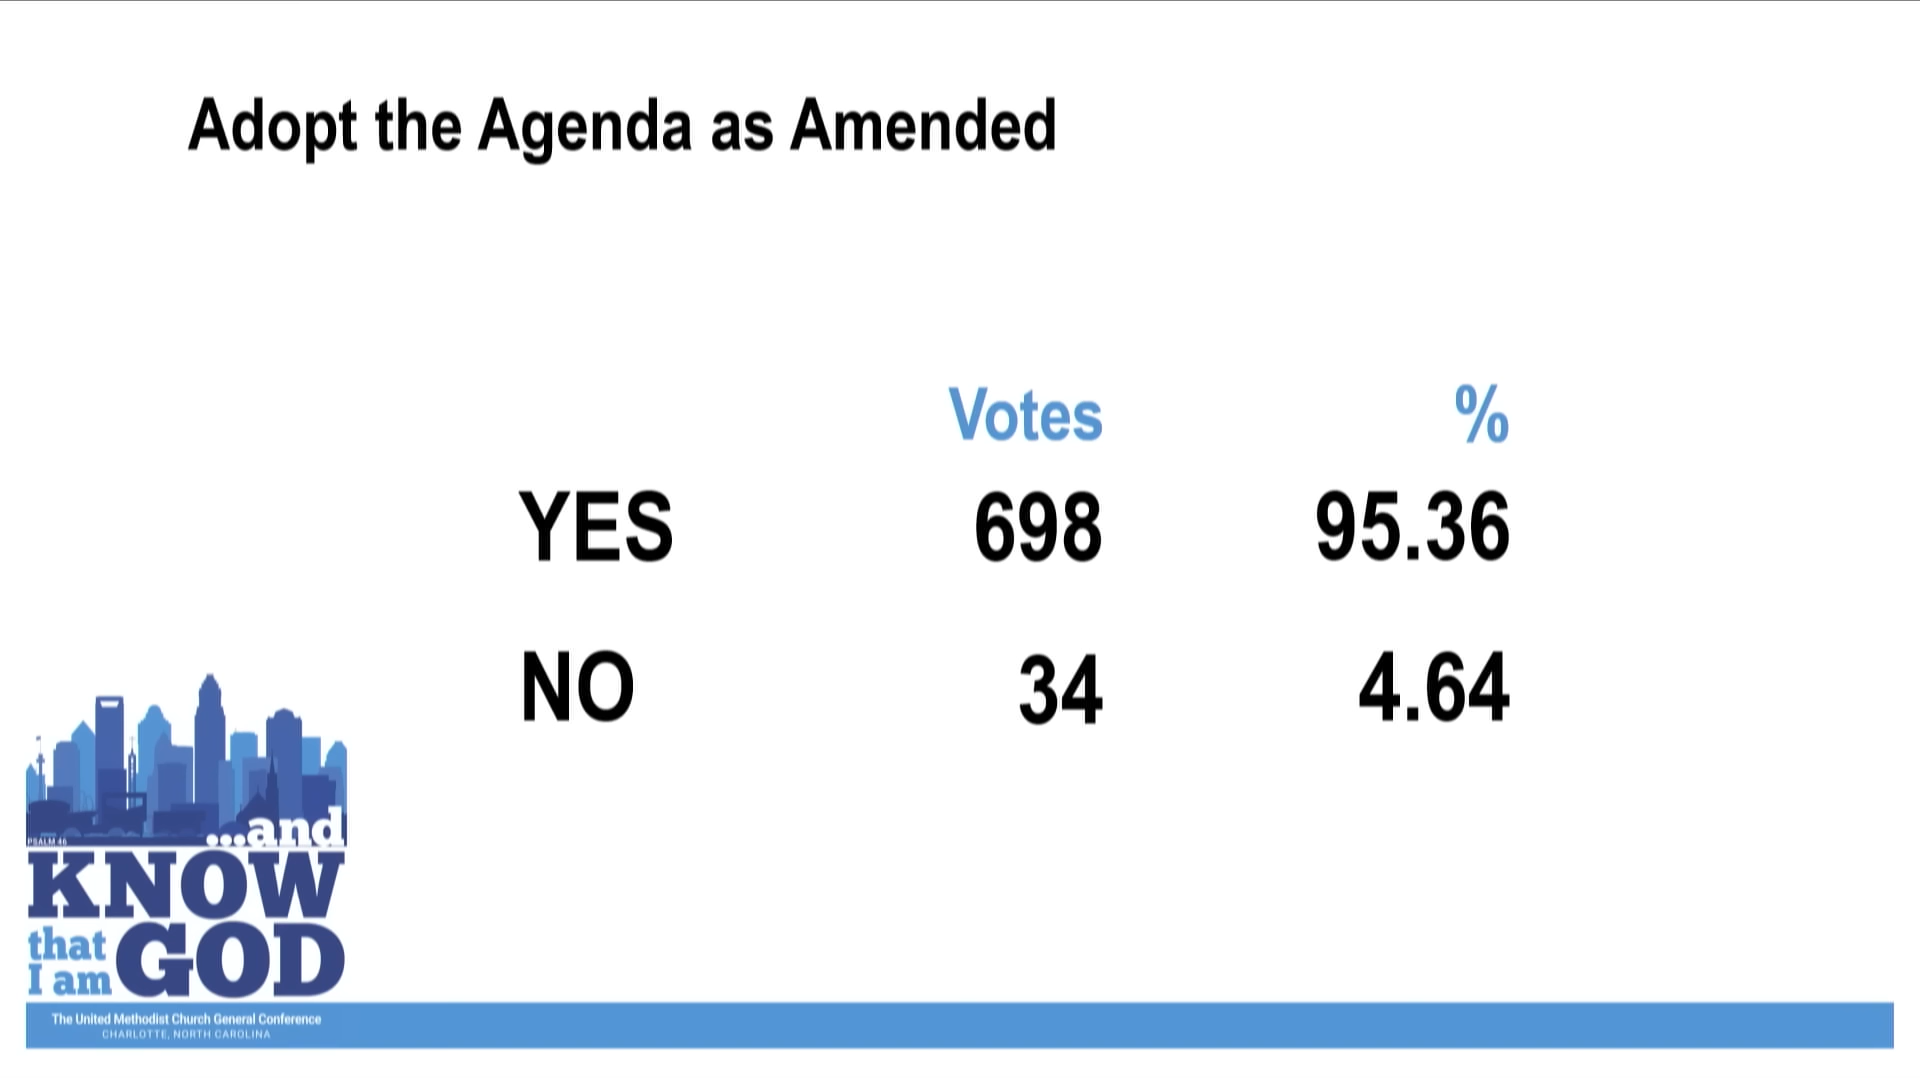 Adopt the Agenda as Amended
Votes %
YES 698 95.36
NO 34 4.64
PSALM 46
...and
KNOW
that
I am
GOD
The United Methodist Church General Conference
CHARLOTTE, NORTH CAROLINA